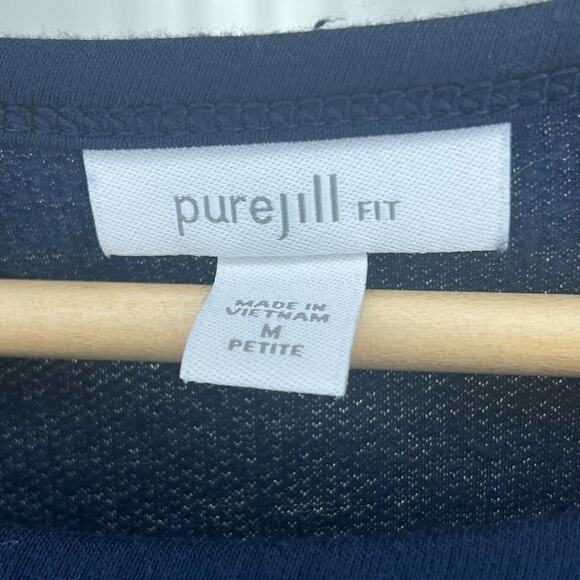 purejill FIT
MADE IN
VIETNAM
M
PETITE